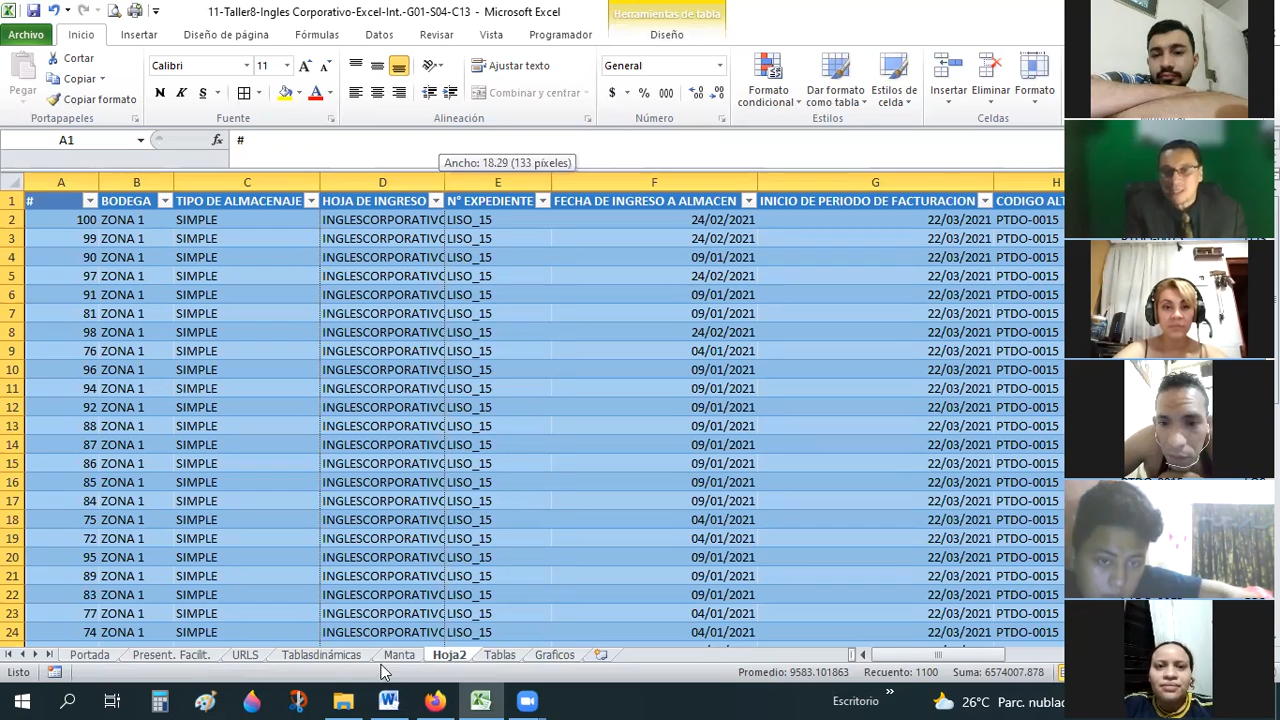 11-Taller8-Ingles Corporativo-Excel-Int.-G01-S04-C13 - Microsoft Excel
Herramientas de tabla
Archivo Inicio Insertar Diseño de página Fórmulas Datos Revisar Vista Programador Diseño
Pegar Cortar Copiar Copiar formato Portapapeles
Calibri 11 N K S A A A Fuente
Ajustar texto Combinar y centrar Alineación
General $ % 000 Número
Formato condicional Dar formato como tabla Estilos de celda Estilos
Insertar Eliminar Formato Celdas
A1 fx #
Ancho: 18.29 (133 píxeles)
A B C D E F G H
1 # BODEGA TIPO DE ALMACENAJE HOJA DE INGRESO N° EXPEDIENTE FECHA DE INGRESO A ALMACEN INICIO DE PERIODO DE FACTURACION CODIGO ALT
2 100 ZONA 1 SIMPLE INGLESCORPORATIVO LISO_15 24/02/2021 22/03/2021 PTDO-0015
3 99 ZONA 1 SIMPLE INGLESCORPORATIVO LISO_15 24/02/2021 22/03/2021 PTDO-0015
4 90 ZONA 1 SIMPLE INGLESCORPORATIVO LISO_15 09/01/2021 22/03/2021 PTDO-0015
5 97 ZONA 1 SIMPLE INGLESCORPORATIVO LISO_15 24/02/2021 22/03/2021 PTDO-0015
6 91 ZONA 1 SIMPLE INGLESCORPORATIVO LISO_15 09/01/2021 22/03/2021 PTDO-0015
7 81 ZONA 1 SIMPLE INGLESCORPORATIVO LISO_15 09/01/2021 22/03/2021 PTDO-0015
8 98 ZONA 1 SIMPLE INGLESCORPORATIVO LISO_15 24/02/2021 22/03/2021 PTDO-0015
9 76 ZONA 1 SIMPLE INGLESCORPORATIVO LISO_15 04/01/2021 22/03/2021 PTDO-0015
10 96 ZONA 1 SIMPLE INGLESCORPORATIVO LISO_15 09/01/2021 22/03/2021 PTDO-0015
11 94 ZONA 1 SIMPLE INGLESCORPORATIVO LISO_15 09/01/2021 22/03/2021 PTDO-0015
12 92 ZONA 1 SIMPLE INGLESCORPORATIVO LISO_15 09/01/2021 22/03/2021 PTDO-0015
13 88 ZONA 1 SIMPLE INGLESCORPORATIVO LISO_15 09/01/2021 22/03/2021 PTDO-0015
14 87 ZONA 1 SIMPLE INGLESCORPORATIVO LISO_15 09/01/2021 22/03/2021 PTDO-0015
15 86 ZONA 1 SIMPLE INGLESCORPORATIVO LISO_15 09/01/2021 22/03/2021 PTDO-0015
16 85 ZONA 1 SIMPLE INGLESCORPORATIVO LISO_15 09/01/2021 22/03/2021 PTDO-0015
17 84 ZONA 1 SIMPLE INGLESCORPORATIVO LISO_15 09/01/2021 22/03/2021 PTDO-0015
18 75 ZONA 1 SIMPLE INGLESCORPORATIVO LISO_15 04/01/2021 22/03/2021 PTDO-0015
19 72 ZONA 1 SIMPLE INGLESCORPORATIVO LISO_15 04/01/2021 22/03/2021 PTDO-0015
20 95 ZONA 1 SIMPLE INGLESCORPORATIVO LISO_15 09/01/2021 22/03/2021 PTDO-0015
21 89 ZONA 1 SIMPLE INGLESCORPORATIVO LISO_15 09/01/2021 22/03/2021 PTDO-0015
22 83 ZONA 1 SIMPLE INGLESCORPORATIVO LISO_15 09/01/2021 22/03/2021 PTDO-0015
23 77 ZONA 1 SIMPLE INGLESCORPORATIVO LISO_15 04/01/2021 22/03/2021 PTDO-0015
24 74 ZONA 1 SIMPLE INGLESCORPORATIVO LISO_15 04/01/2021 22/03/2021 PTDO-0015
Portada Present. Facilit. URLS Tablasdinámicas Manta Hoja2 Tablas Graficos
Listo Promedio: 9583.101863 Recuento: 1100 Suma: 6574007.878
Escritorio » 26°C Parc. nublad